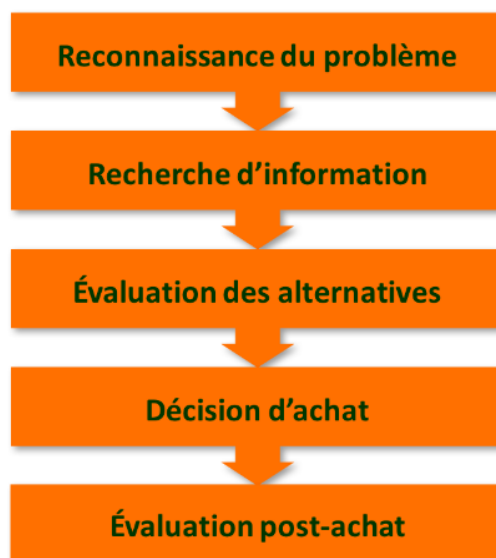 Reconnaissance du problème
Recherche d’information
Évaluation des alternatives
Décision d’achat
Évaluation post-achat